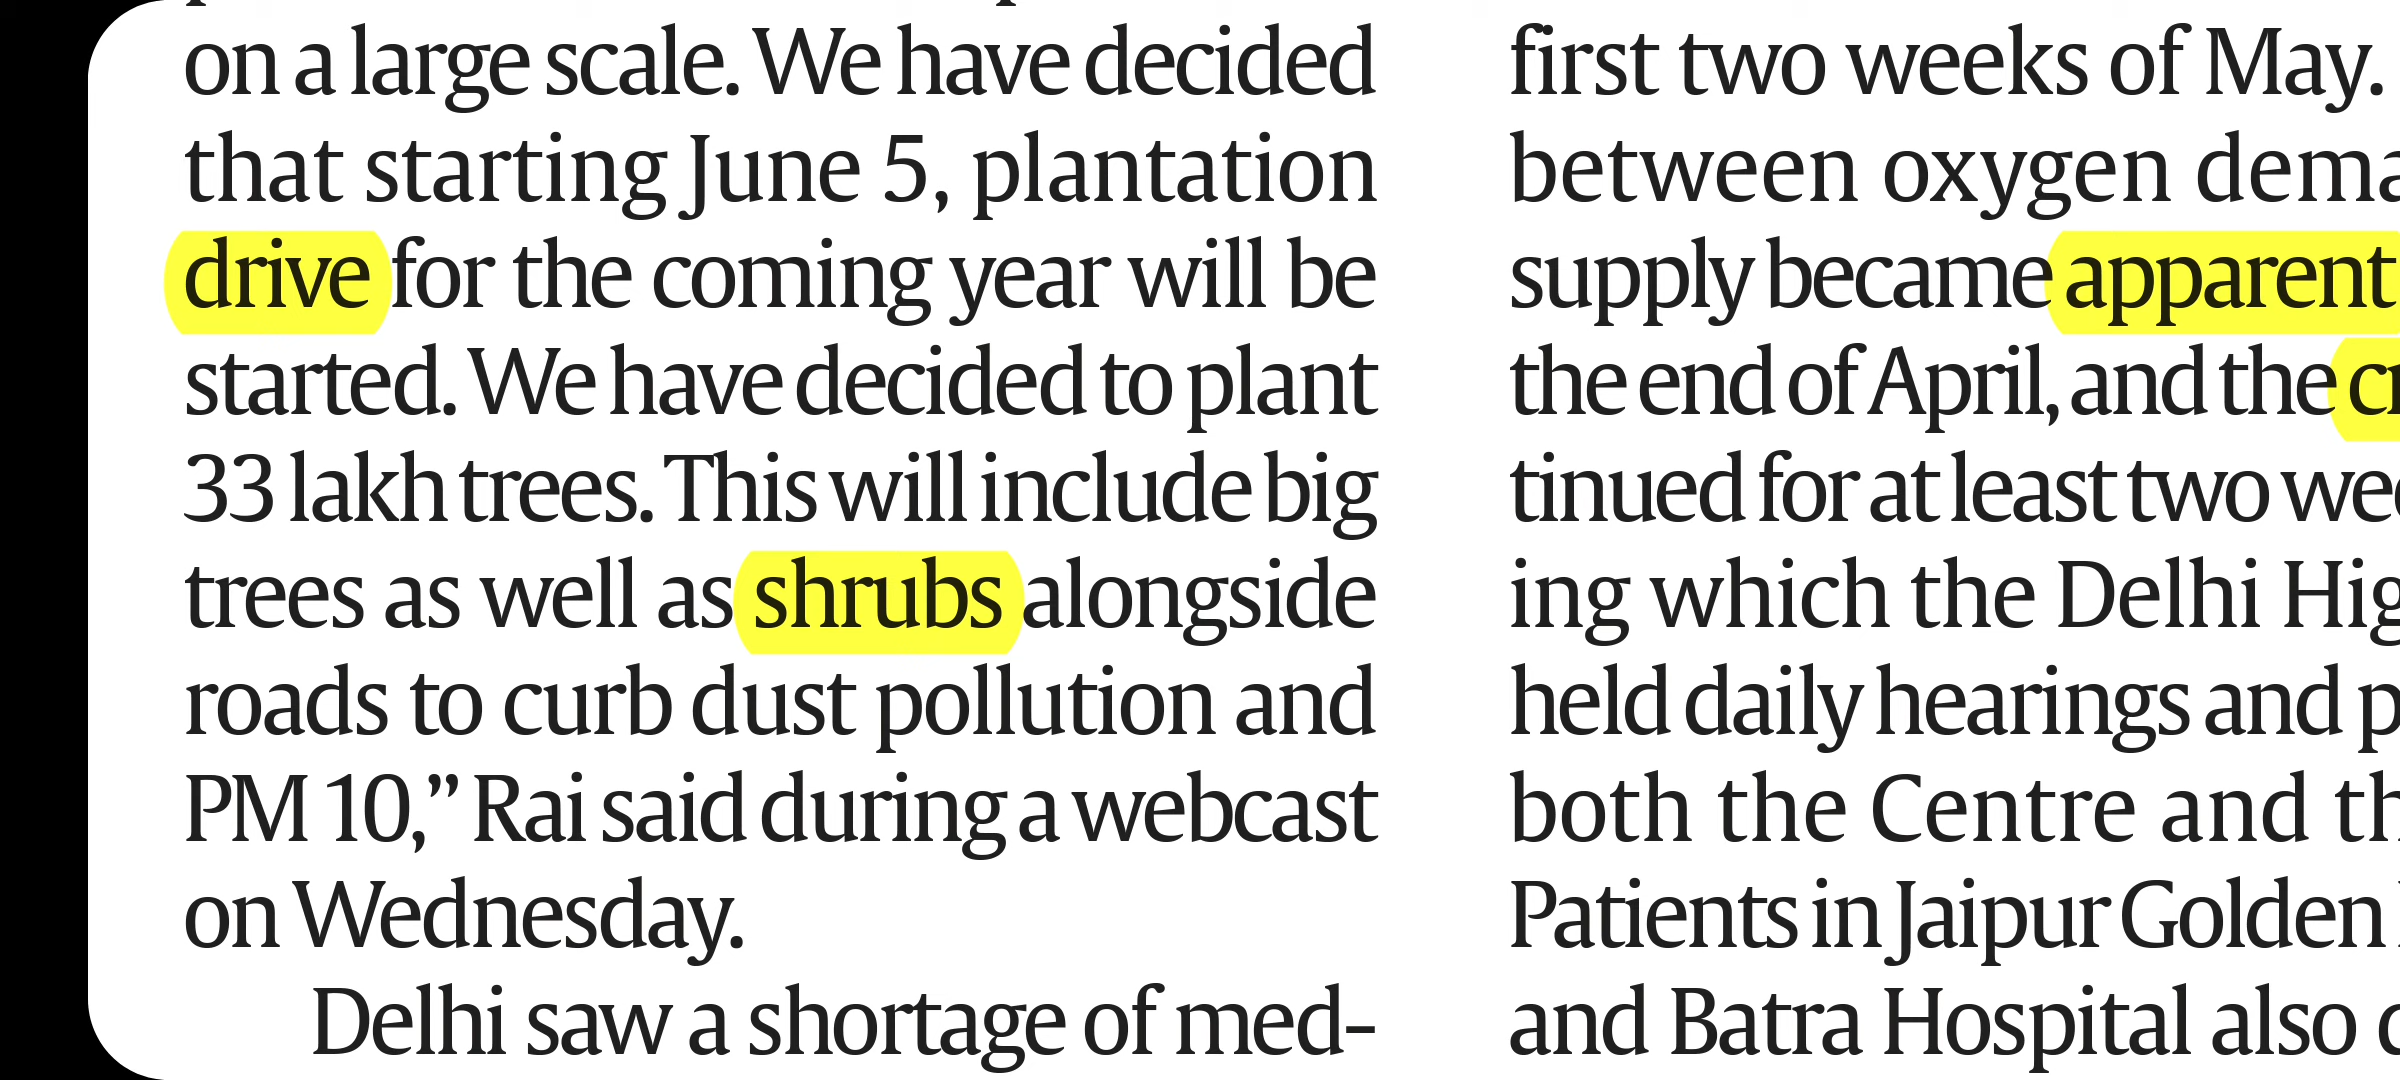 on a large scale. We have decided
that starting June 5, plantation
drive for the coming year will be
started. We have decided to plant
33 lakh trees. This will include big
trees as well as shrubs alongside
roads to curb dust pollution and
PM 10,” Rai said during a webcast
on Wednesday.
Delhi saw a shortage of med-
first two weeks of May.
between oxygen
supply became apparent
the end of April, and the
tinued for at least two
ing which the Delhi
held daily hearings and
both the Centre and
Patients in Jaipur Golden
and Batra Hospital also